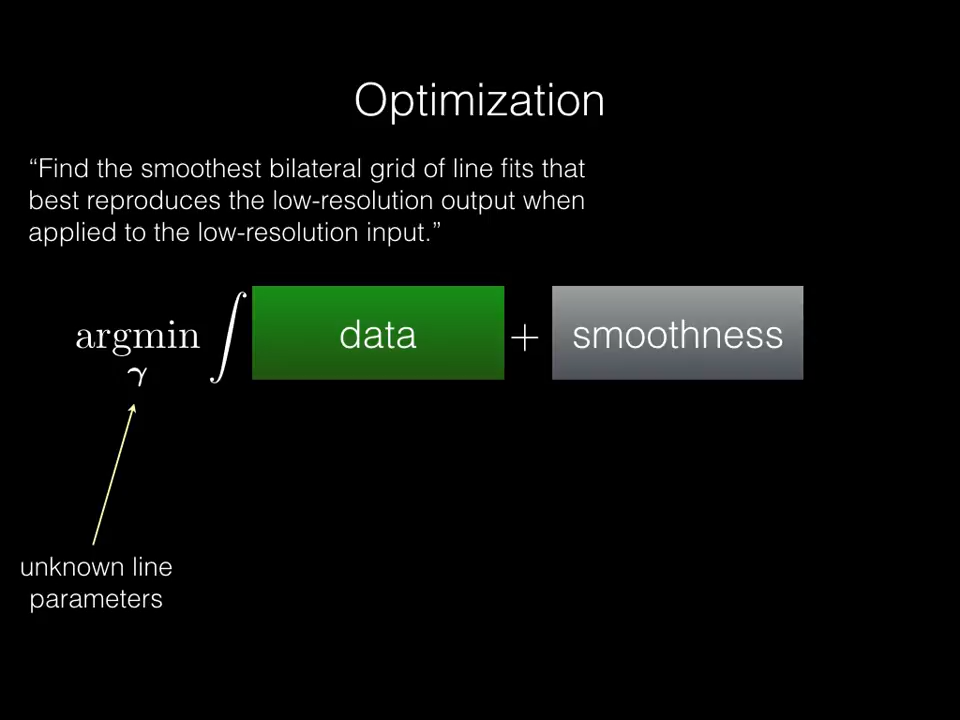 Optimization
“Find the smoothest bilateral grid of line fits that
best reproduces the low-resolution output when
applied to the low-resolution input.”
argmin ∫ data + smoothness
γ
unknown line
parameters